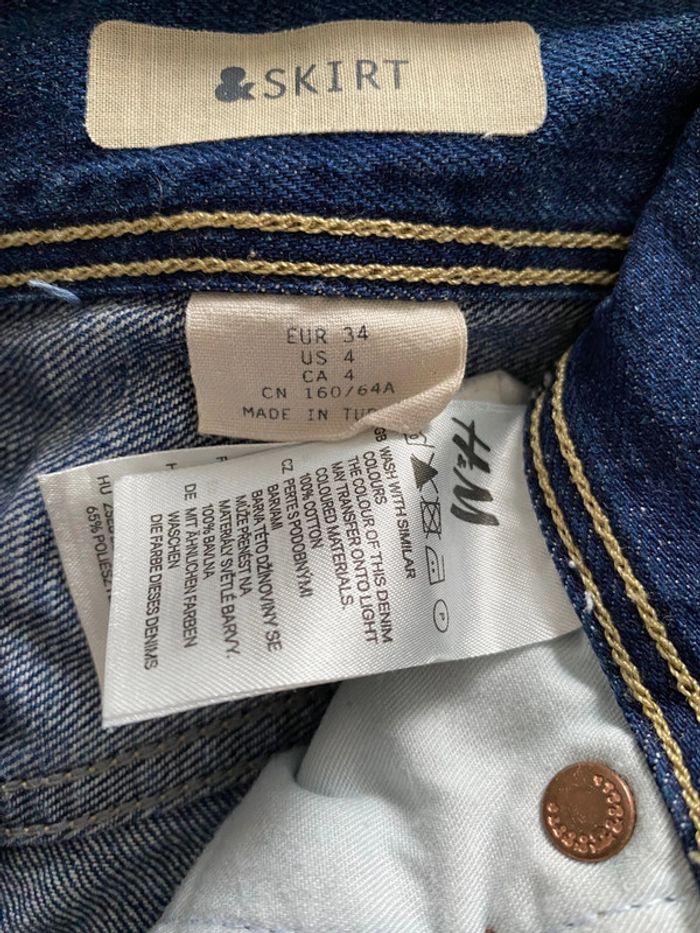 &SKIRT
EUR 34
US 4
CA 4
CN 160/64A
MADE IN
H&M
GB WASH WITH SIMILAR
COLOURS
THE COLOUR OF THIS DENIM
MAY TRANSFER ONTO LIGHT
COLOURED MATERIALS.
100% COTTON
CZ PERTE S PODOBNÝMI
BARVAMI
BARVA TÉTO DŽÍNOVINY SE
MŮŽE PŘENÉST NA
MATERIÁLY SVĚTLÉ BARVY.
100% BAVLNA
DE MIT ÄHNLICHEN FARBEN
WASCHEN
DIE FARBE DIESES DENIMS
HU
65%
P